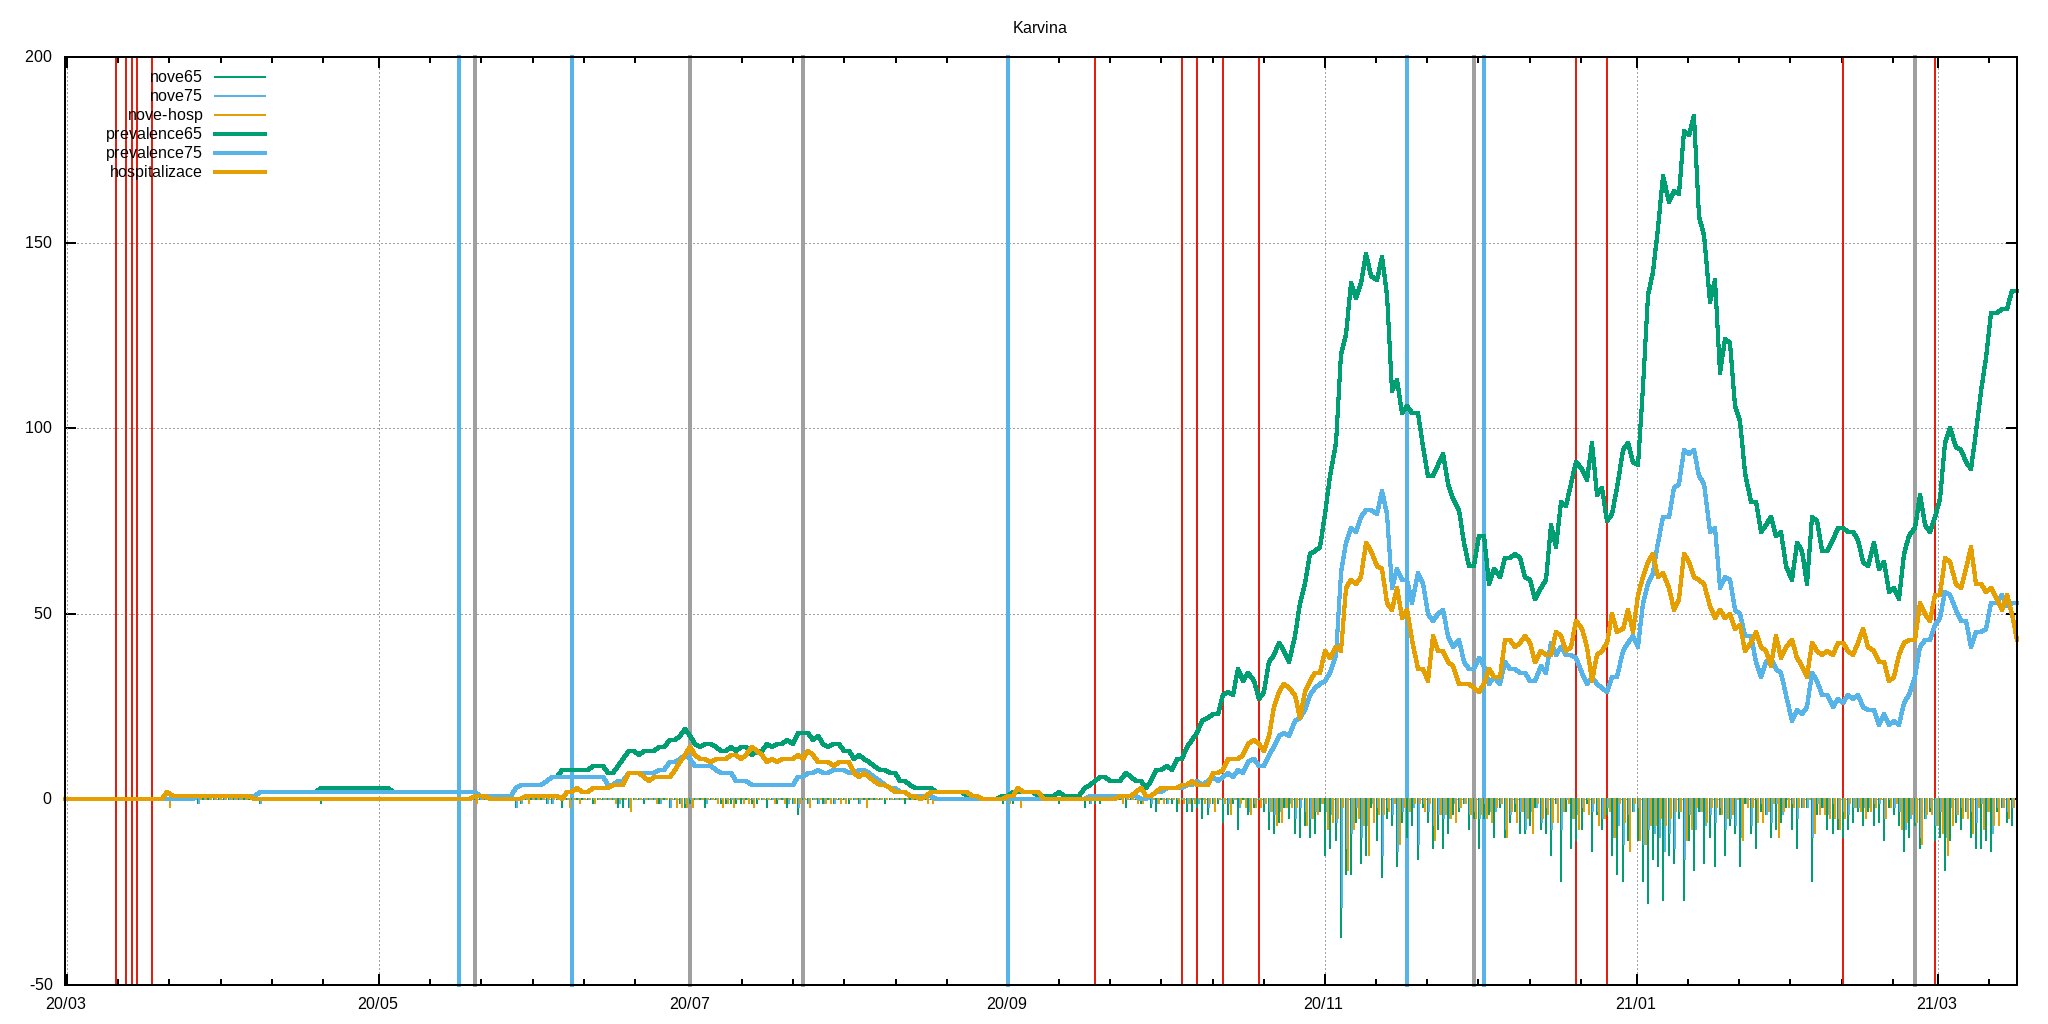 Karvina
200
nove65
nove75
nove-hosp
prevalence65
prevalence75
hospitalizace
150
100
50
0
-50
20/03 20/05 20/07 20/09 20/11 21/01 21/03